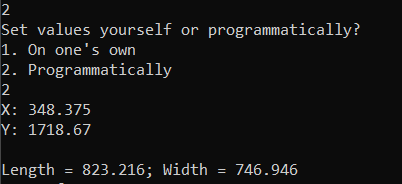 2
Set values yourself or programmatically?
1. On one's own
2. Programmatically
2
X: 348.375
Y: 1718.67
Length = 823.216; Width = 746.946